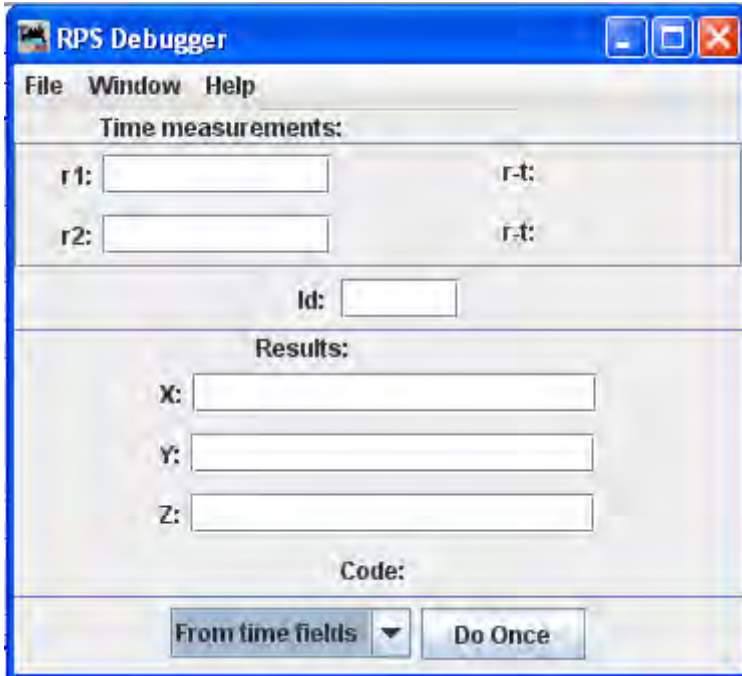 RPS Debugger
File Window Help
Time measurements:
r1: r-t:
r2: r-t:
Id:
Results:
X:
Y:
Z:
Code:
From time fields Do Once